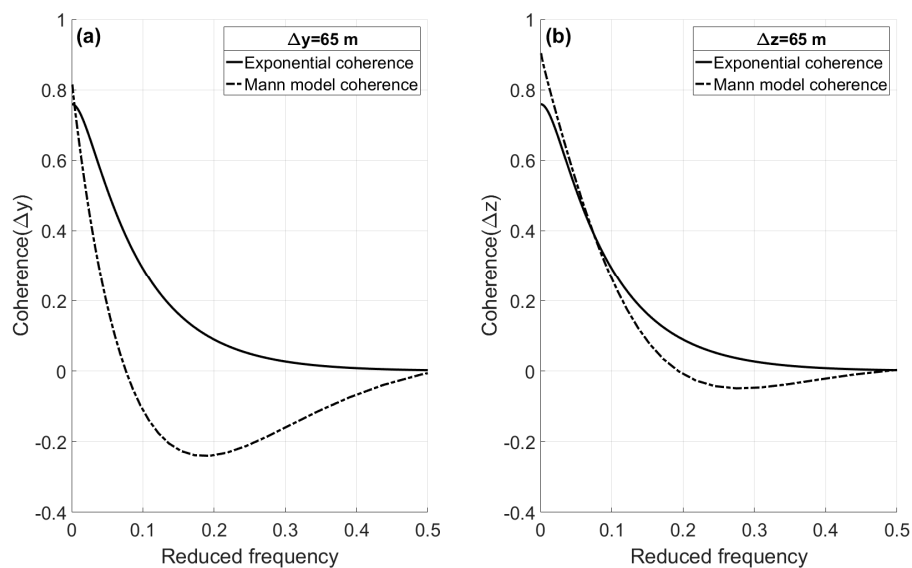 (a)
Δy=65 m
Exponential coherence
Mann model coherence
1
0.8
0.6
0.4
0.2
0
-0.2
-0.4
Coherence(Δy)
0
0.1
0.2
0.3
0.4
0.5
Reduced frequency
(b)
Δz=65 m
Exponential coherence
Mann model coherence
1
0.8
0.6
0.4
0.2
0
-0.2
-0.4
Coherence(Δz)
0
0.1
0.2
0.3
0.4
0.5
Reduced frequency